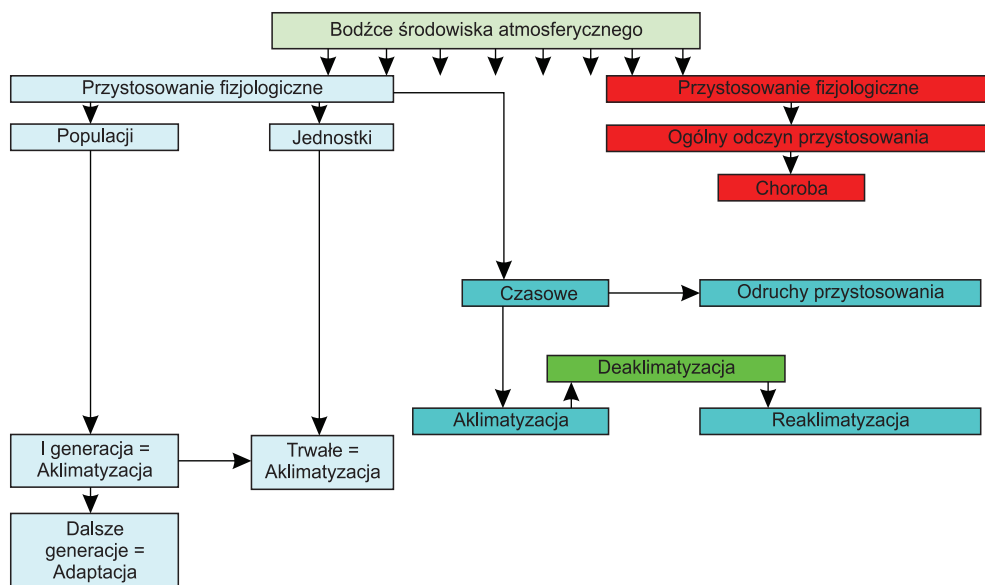 Bodźce środowiska atmosferycznego
Przystosowanie fizjologiczne
Przystosowanie fizjologiczne
Populacji
Jednostki
Ogólny odczyn przystosowania
Choroba
Czasowe
Odruchy przystosowania
Deaklimatyzacja
Aklimatyzacja
Reaklimatyzacja
I generacja =
Aklimatyzacja
Trwałe =
Aklimatyzacja
Dalsze
generacje =
Adaptacja